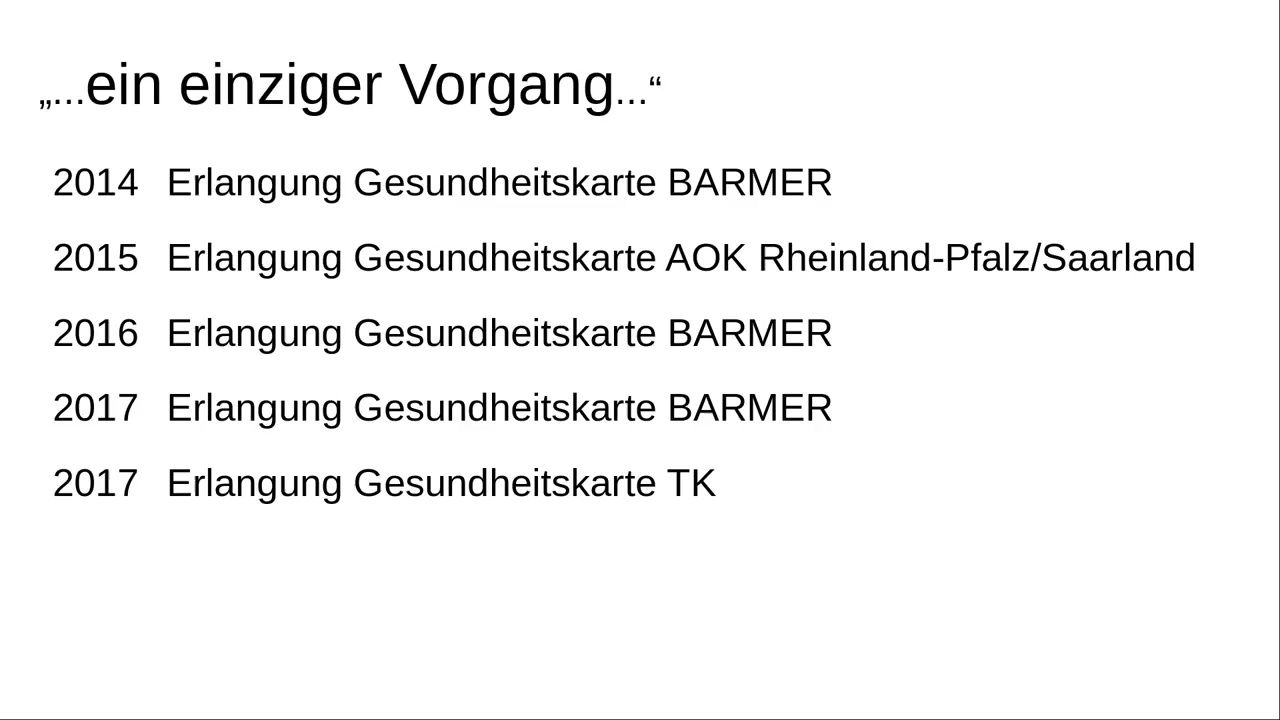 „...ein einziger Vorgang...“
2014 Erlangung Gesundheitskarte BARMER
2015 Erlangung Gesundheitskarte AOK Rheinland-Pfalz/Saarland
2016 Erlangung Gesundheitskarte BARMER
2017 Erlangung Gesundheitskarte BARMER
2017 Erlangung Gesundheitskarte TK